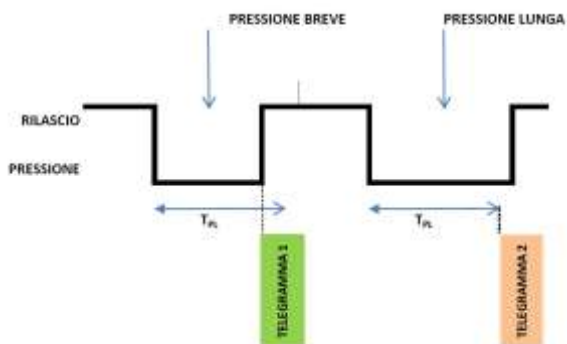 PRESSIONE BREVE
PRESSIONE LUNGA
RILASCIO
PRESSIONE
TPL
TPL
TELEGRAMMA 1
TELEGRAMMA 2